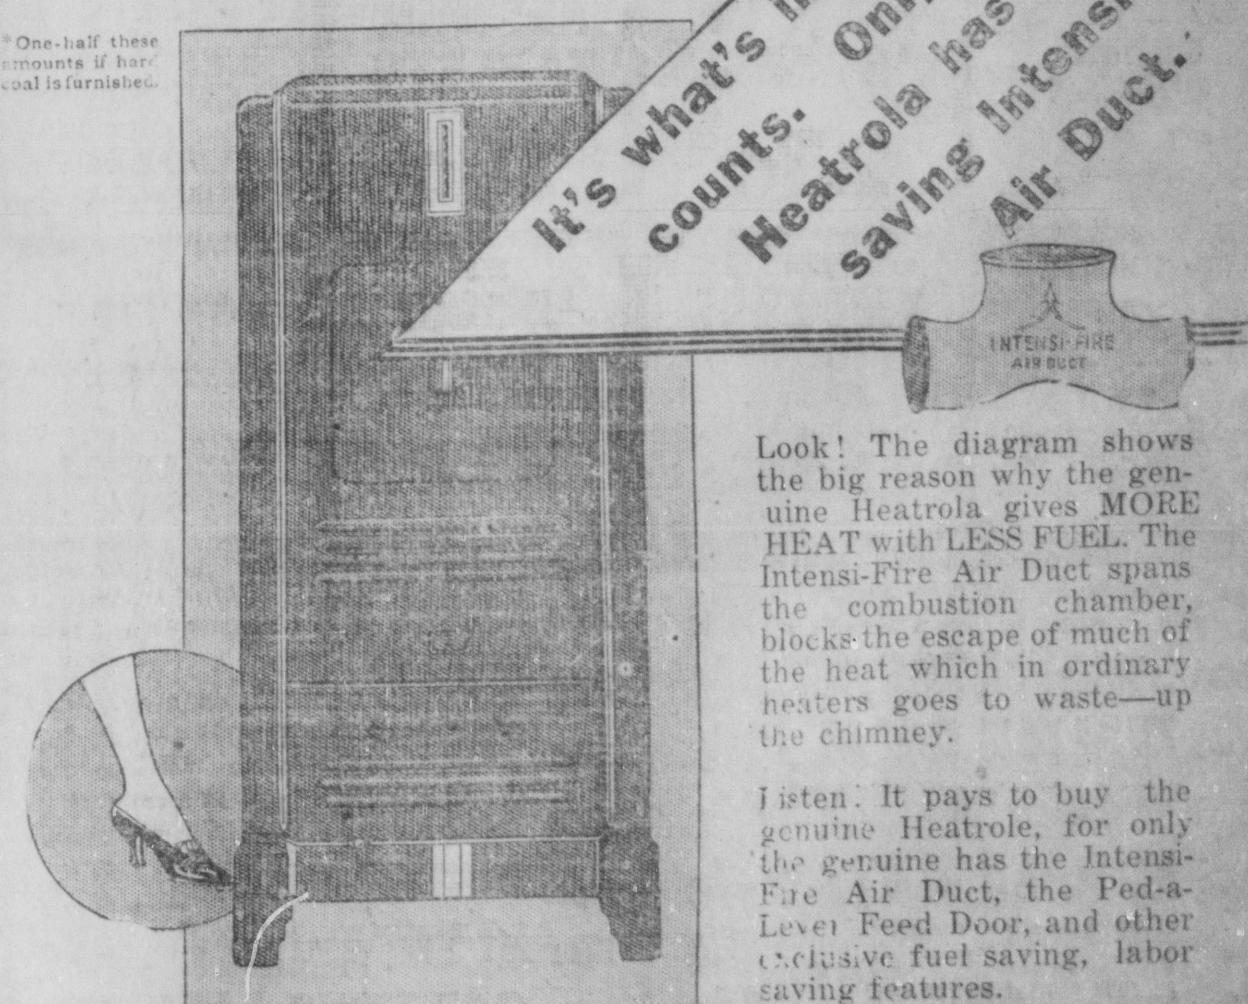 *One-half these
amounts if hard
coal is furnished.
It's what's
counts. Only
Heatrola has
saving Intensi
Air Duct.
INTENSI-FIRE
AIR DUCT
Look! The diagram shows
the big reason why the gen-
uine Heatrola gives MORE
HEAT with LESS FUEL. The
Intensi-Fire Air Duct spans
the combustion chamber,
blocks the escape of much of
the heat which in ordinary
heaters goes to waste—up
the chimney.
Listen. It pays to buy the
genuine Heatrole, for only
the genuine has the Intensi-
Fire Air Duct, the Ped-a-
Lever Feed Door, and other
exclusive fuel saving, labor
saving features.